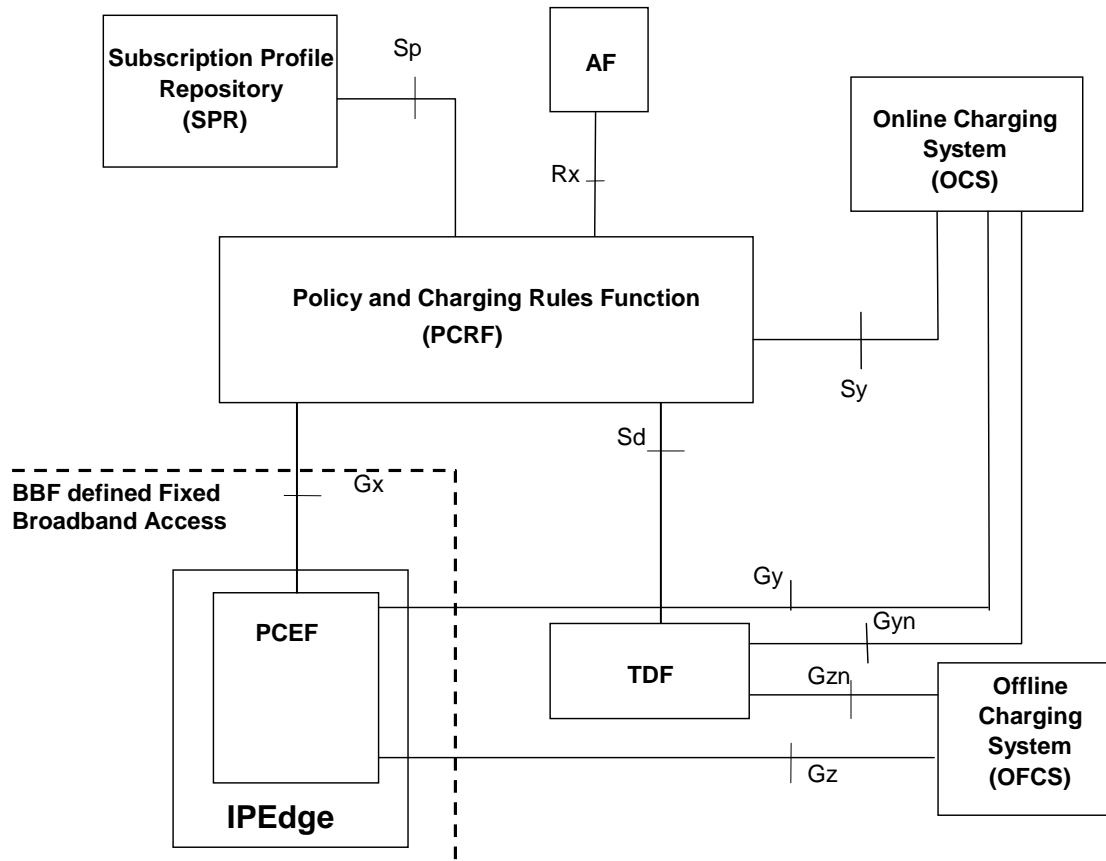 Subscription Profile
Repository
(SPR)
Sp
AF
Online Charging
System
(OCS)
Rx
Policy and Charging Rules Function
(PCRF)
Sy
Sd
Gx
BBF defined Fixed
Broadband Access
Gy
PCEF
Gyn
TDF
Gzn
Offline
Charging
System
(OFCS)
Gz
IPEdge